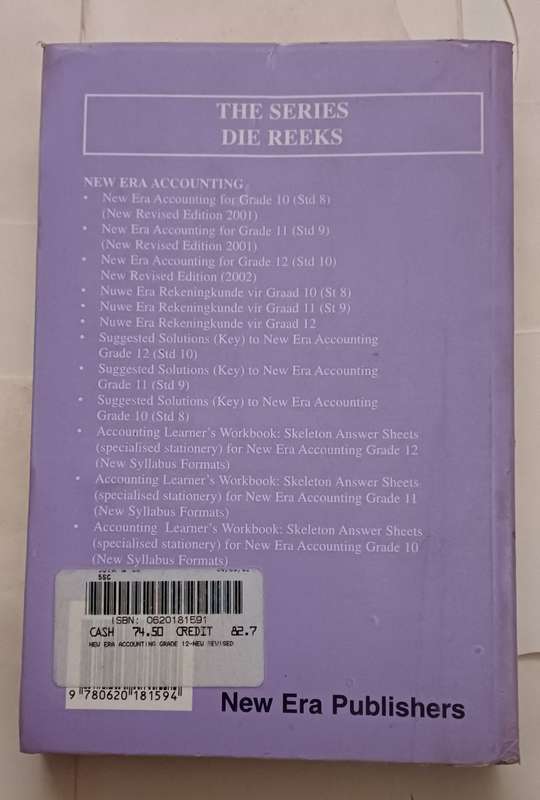 THE SERIES
DIE REEKS
NEW ERA ACCOUNTING
• New Era Accounting for Grade 10 (Std 8)
(New Revised Edition 2001)
• New Era Accounting for Grade 11 (Std 9)
(New Revised Edition 2001)
• New Era Accounting for Grade 12 (Std 10)
New Revised Edition (2002)
• Nuwe Era Rekeningkunde vir Graad 10 (St 8)
• Nuwe Era Rekeningkunde vir Graad 11 (St 9)
• Nuwe Era Rekeningkunde vir Graad 12
• Suggested Solutions (Key) to New Era Accounting
Grade 12 (Std 10)
• Suggested Solutions (Key) to New Era Accounting
Grade 11 (Std 9)
• Suggested Solutions (Key) to New Era Accounting
Grade 10 (Std 8)
• Accounting Learner's Workbook: Skeleton Answer Sheets
(specialised stationery) for New Era Accounting Grade 12
(New Syllabus Formats)
• Accounting Learner's Workbook: Skeleton Answer Sheets
(specialised stationery) for New Era Accounting Grade 11
(New Syllabus Formats)
• Accounting Learner's Workbook: Skeleton Answer Sheets
(specialised stationery) for New Era Accounting Grade 10
(New Syllabus Formats)
ISBN: 0620181591
CASH 74.50 CREDIT 82.7
NEW ERA ACCOUNTING GRADE 12-NEW REVISED
9 780620 181594
New Era Publishers